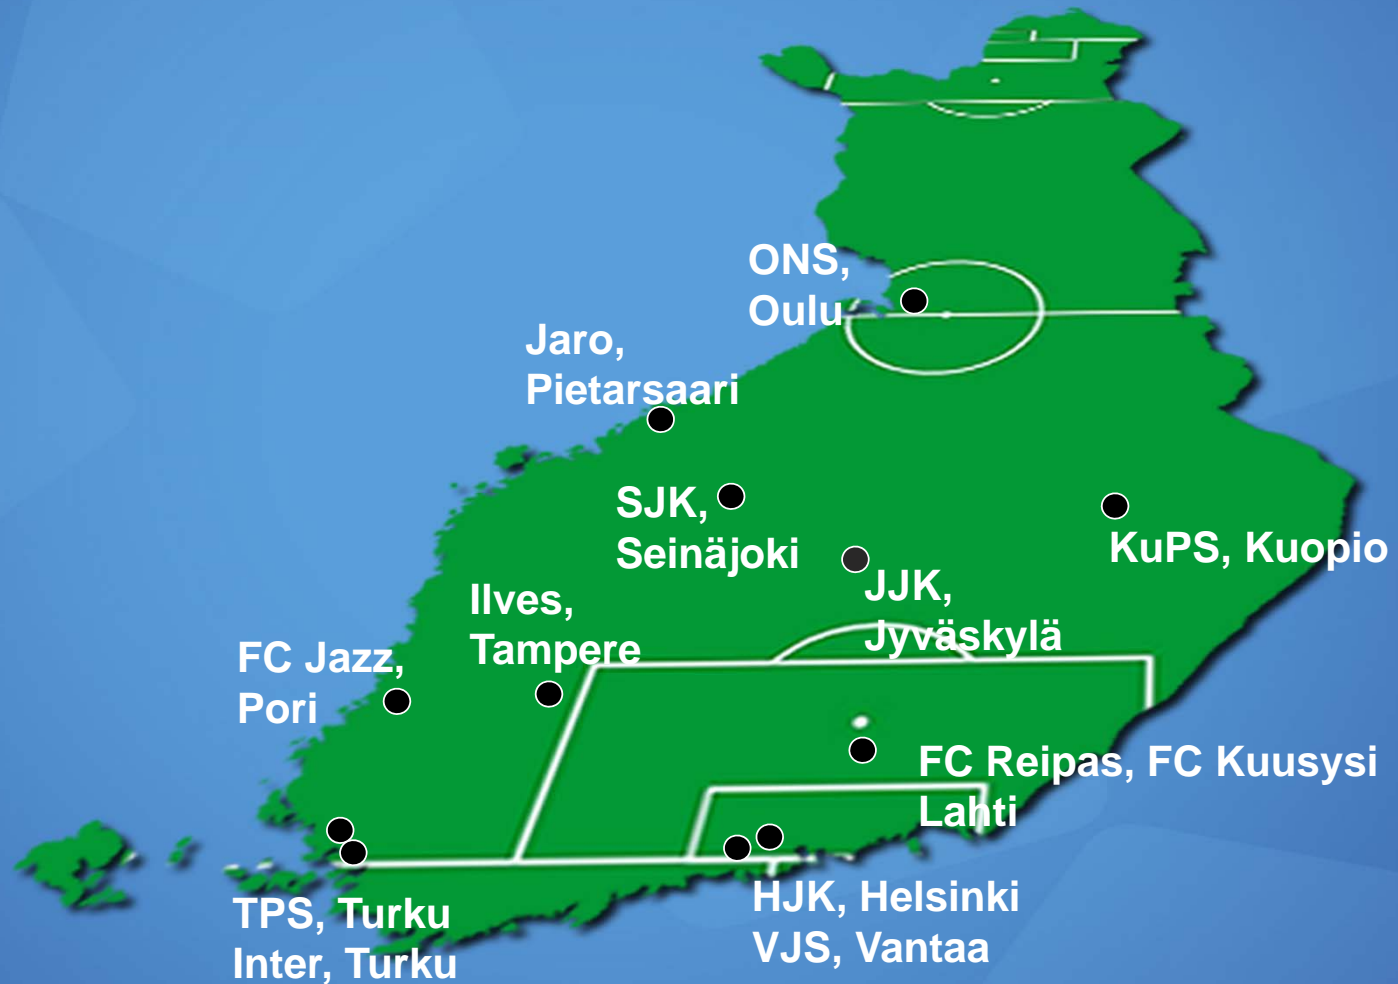 ONS,
Oulu
Jaro,
Pietarsaari
SJK,
Seinäjoki
KuPS, Kuopio
JJK,
Jyväskylä
Ilves,
Tampere
FC Jazz,
Pori
FC Reipas, FC Kuusysi
Lahti
HJK, Helsinki
VJS, Vantaa
TPS, Turku
Inter, Turku